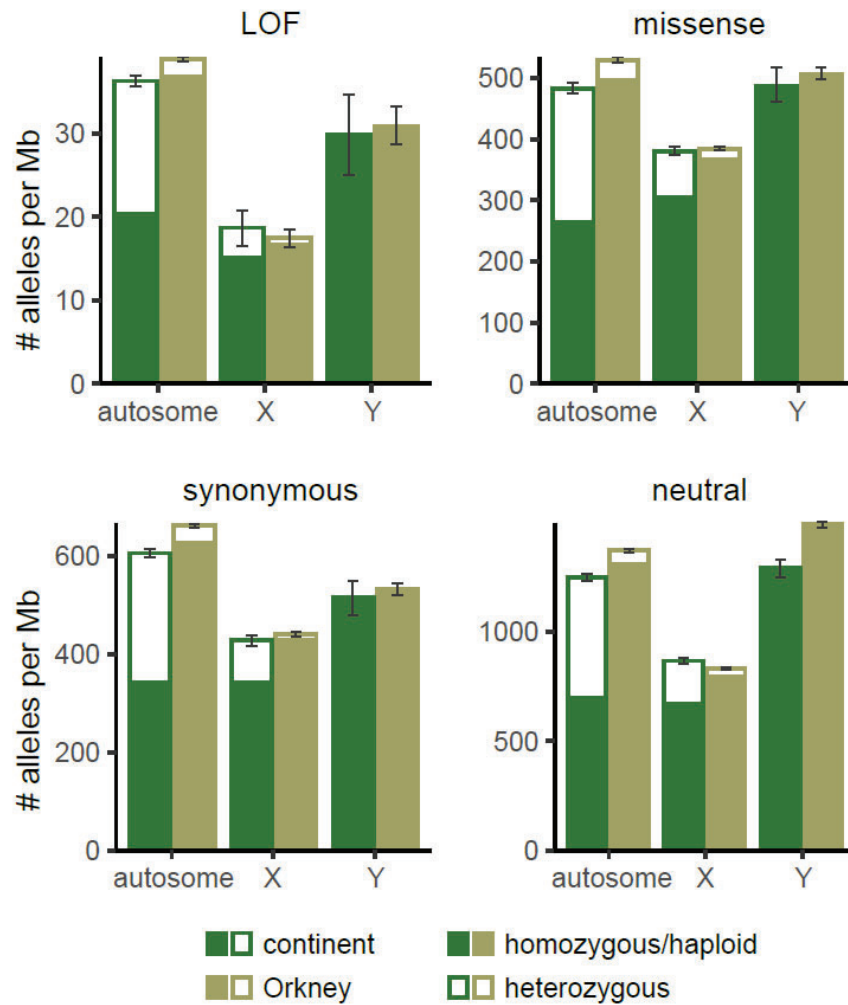 LOF
missense
# alleles per Mb
30
20
10
0
autosome X Y
500
400
300
200
100
0
autosome X Y
synonymous
neutral
# alleles per Mb
600
400
200
0
autosome X Y
1000
500
0
autosome X Y
continent homozygous/haploid
Orkney heterozygous